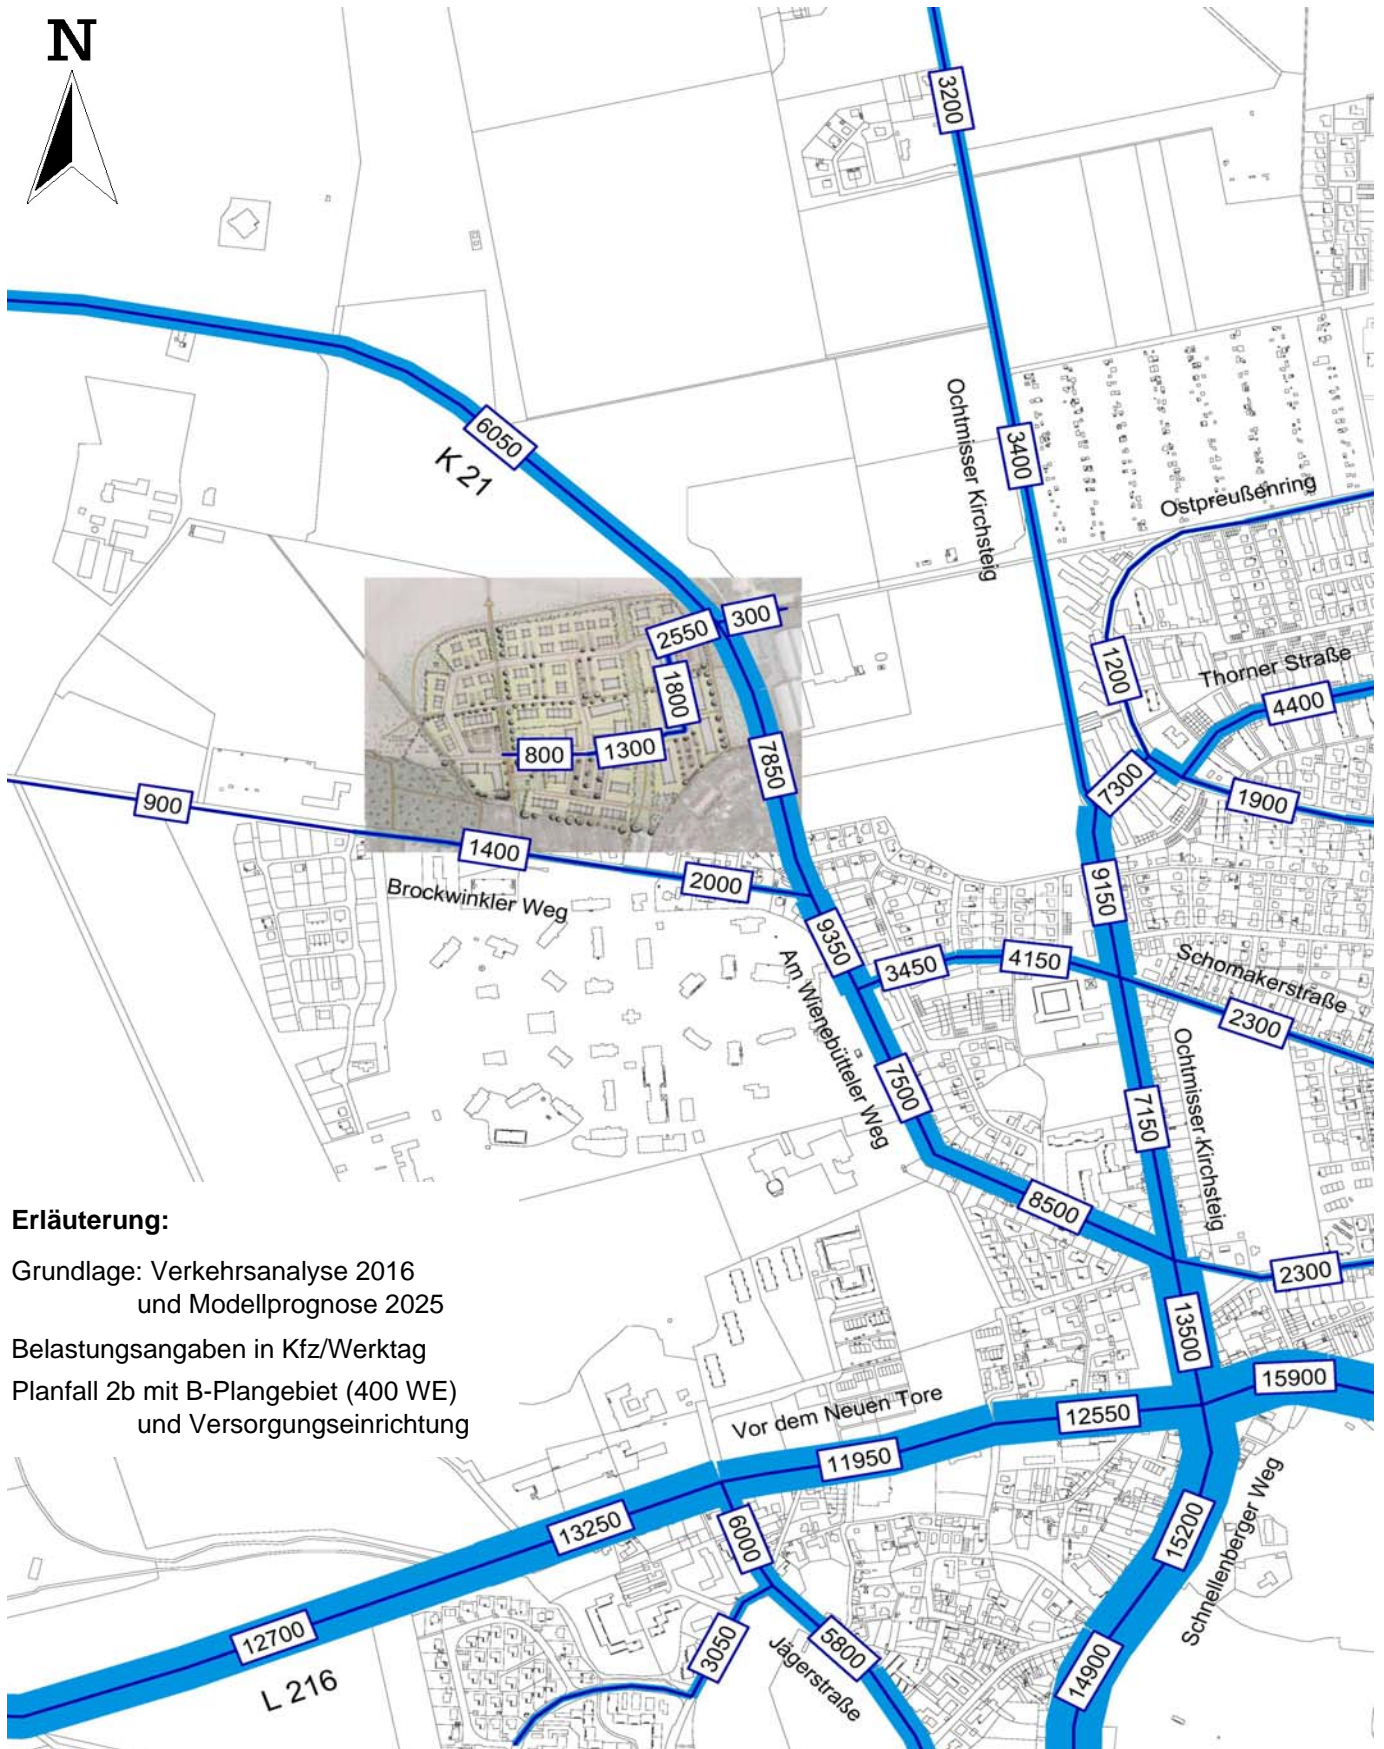 N
3200
6050
K 21
Ochtmisser Kirchsteig
3400
Ostpreußenring
2550
300
1800
1200
Thorner Straße
4400
800
1300
7850
7300
1900
900
1400
2000
Brockwinkler Weg
9150
9350
3450
4150
Schomakerstraße
2300
Am Wienebütteler Weg
7500
7150
Ochtmisser Kirchsteig
8500
2300
Erläuterung:
Grundlage: Verkehrsanalyse 2016
und Modellprognose 2025
Belastungsangaben in Kfz/Werktag
Planfall 2b mit B-Plangebiet (400 WE)
und Versorgungseinrichtung
13500
15900
Vor dem Neuen Tore
12550
11950
13250
6000
15200
Schnellenberger Weg
12700
L 216
3050
5800
Jägerstraße
14900